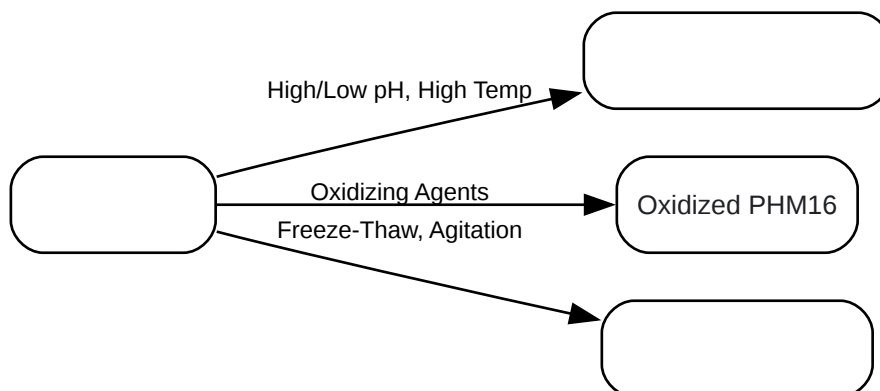 High/Low pH, High Temp
Oxidizing Agents
Oxidized PHM16
Freeze-Thaw, Agitation